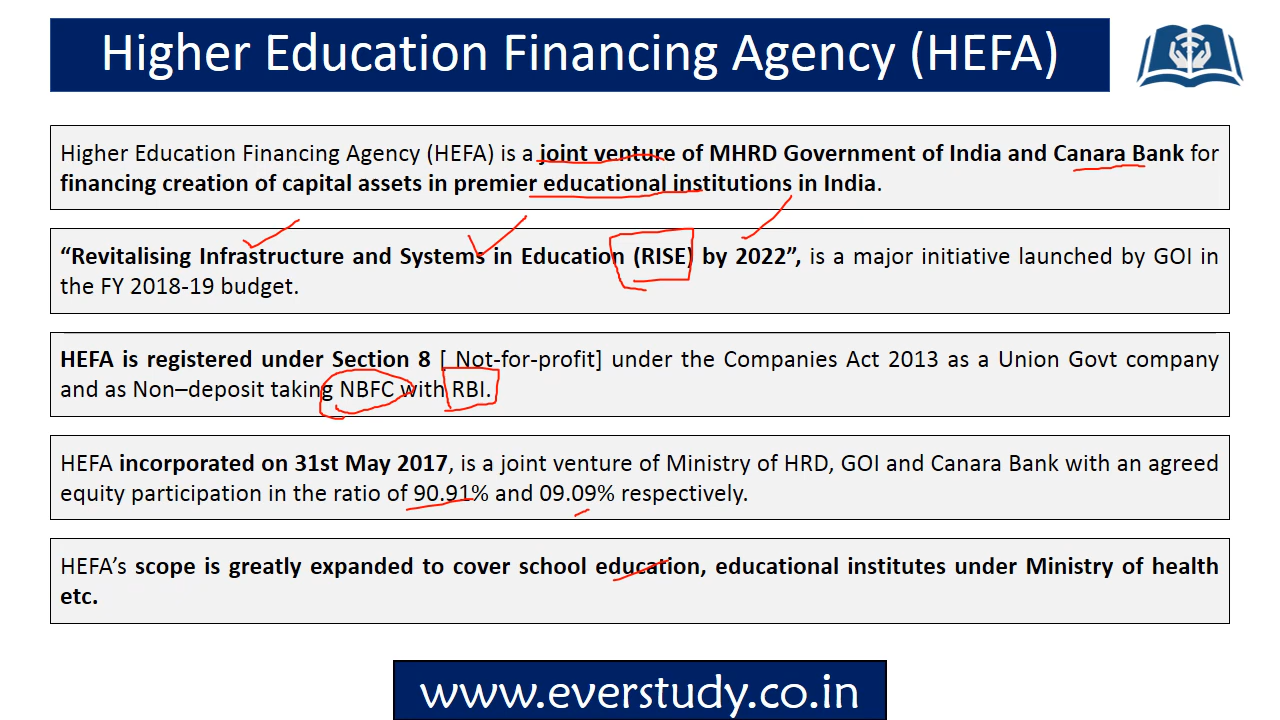 Higher Education Financing Agency (HEFA)
Higher Education Financing Agency (HEFA) is a joint venture of MHRD Government of India and Canara Bank for
financing creation of capital assets in premier educational institutions in India.
“Revitalising Infrastructure and Systems in Education (RISE) by 2022”, is a major initiative launched by GOI in
the FY 2018-19 budget.
HEFA is registered under Section 8 [ Not-for-profit] under the Companies Act 2013 as a Union Govt company
and as Non–deposit taking NBFC with RBI.
HEFA incorporated on 31st May 2017, is a joint venture of Ministry of HRD, GOI and Canara Bank with an agreed
equity participation in the ratio of 90.91% and 09.09% respectively.
HEFA’s scope is greatly expanded to cover school education, educational institutes under Ministry of health
etc.
www.everstudy.co.in